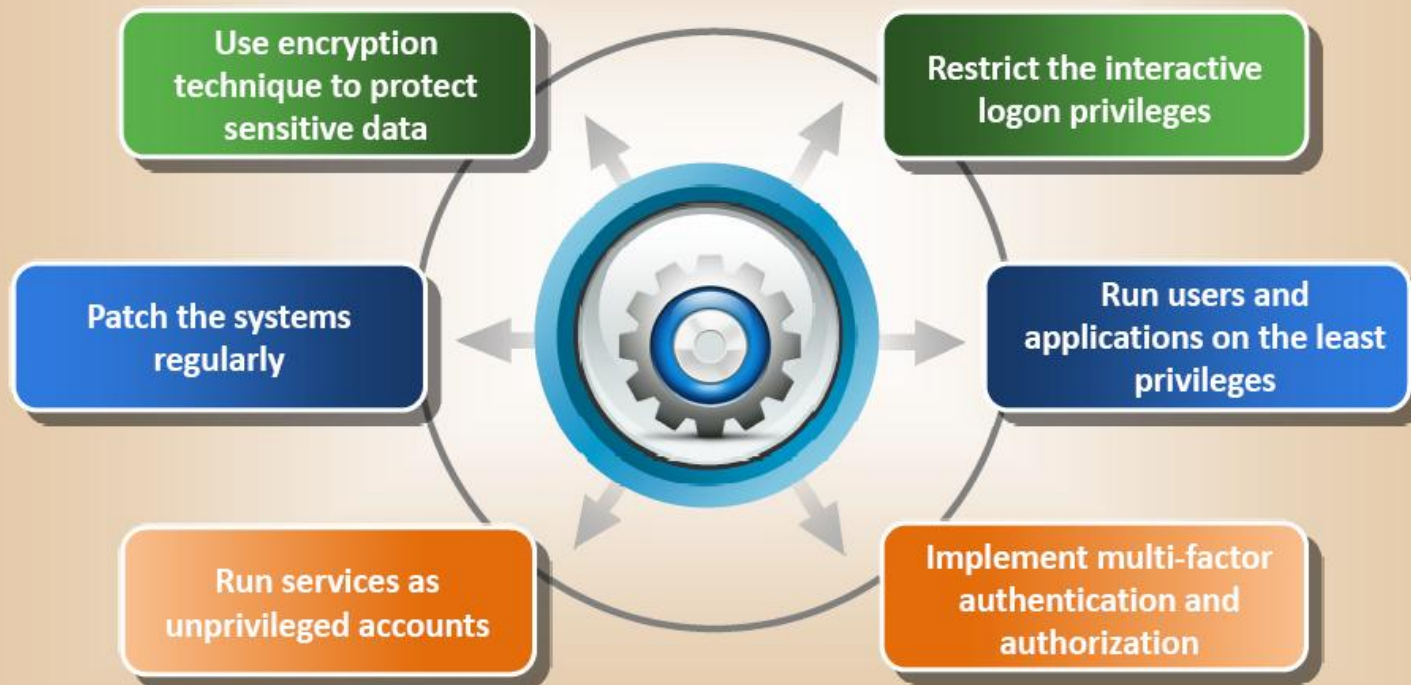 Use encryption
technique to protect
sensitive data
Restrict the interactive
logon privileges
Patch the systems
regularly
Run users and
applications on the least
privileges
Run services as
unprivileged accounts
Implement multi-factor
authentication and
authorization